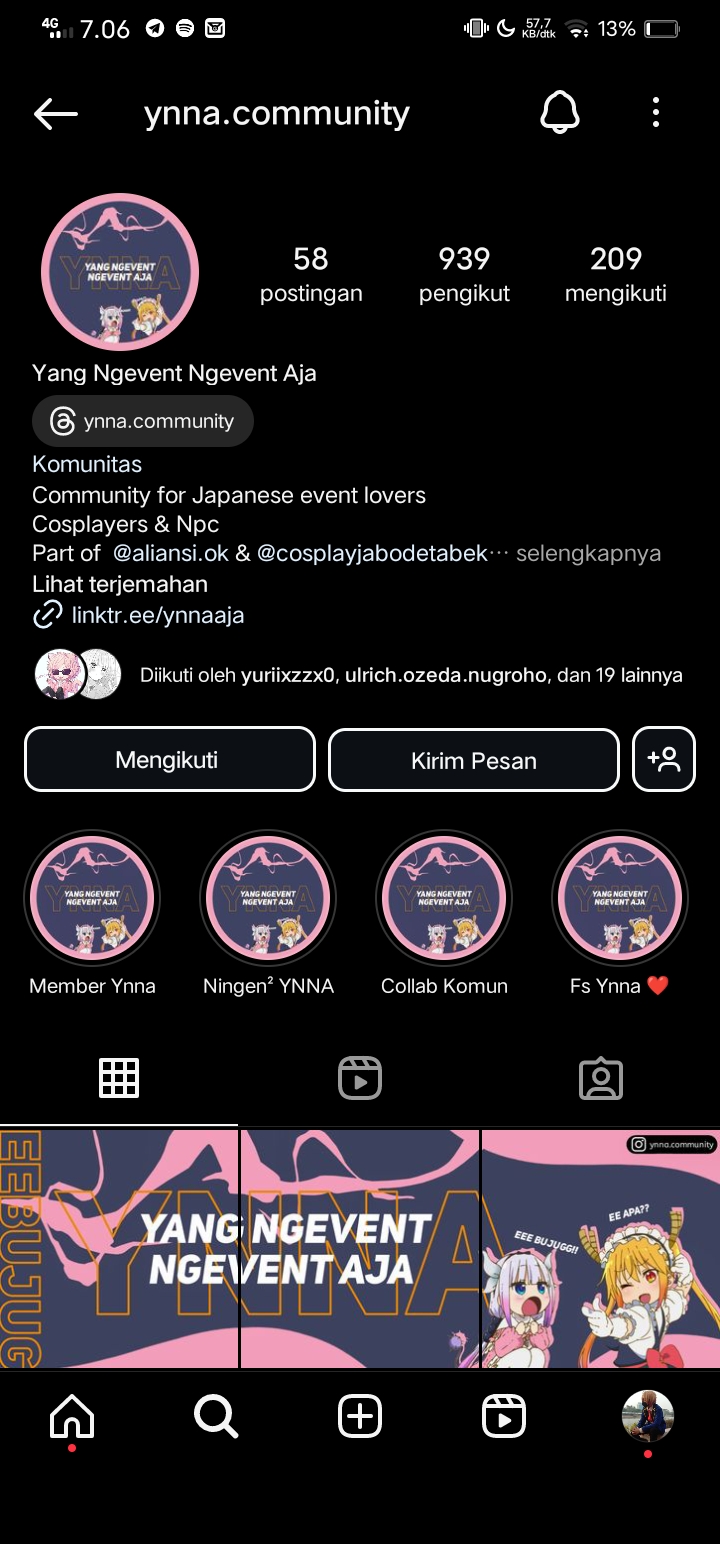 4G 7.06 57,7 KB/dtk 13%
ynna.community
YNNA
YANG NGEVENT
NGEVENT AJA
58 939 209
postingan pengikut mengikuti
Yang Ngevent Ngevent Aja
ynna.community
Komunitas
Community for Japanese event lovers
Cosplayers & Npc
Part of @aliansi.ok & @cosplayjabodetabek... selengkapnya
Lihat terjemahan
linktr.ee/ynnaaja
Diikuti oleh yuriixzzx0, ulrich.ozeda.nugroho, dan 19 lainnya
Mengikuti Kirim Pesan
YNNA
YANG NGEVENT
NGEVENT AJA
YNNA
YANG NGEVENT
NGEVENT AJA
YNNA
YANG NGEVENT
NGEVENT AJA
YNNA
YANG NGEVENT
NGEVENT AJA
Member Ynna Ningen² YNNA Collab Komun Fs Ynna ❤️
EEBUJUG
YNNA
YANG NGEVENT
NGEVENT AJA
ynna.community
EE APA??
EEE BUJUGG!!